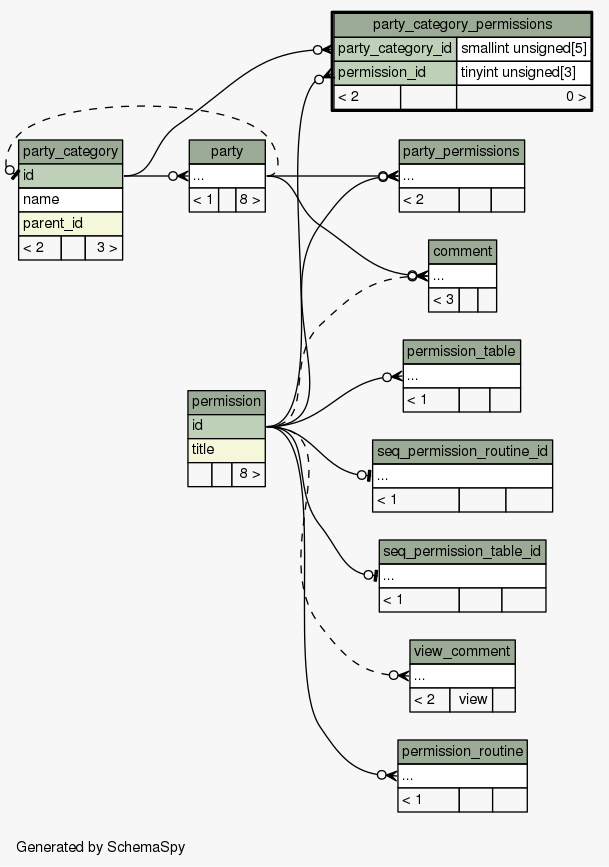 party_category_permissions
party_category_id smallint unsigned[5]
permission_id tinyint unsigned[3]
< 2 0 >
party_category
id
name
parent_id
< 2 3 >
party
...
< 1 8 >
party_permissions
...
< 2
comment
...
< 3
permission_table
...
< 1
permission
id
title
8 >
seq_permission_routine_id
...
< 1
seq_permission_table_id
...
< 1
view_comment
...
< 2 view
permission_routine
...
< 1
Generated by SchemaSpy